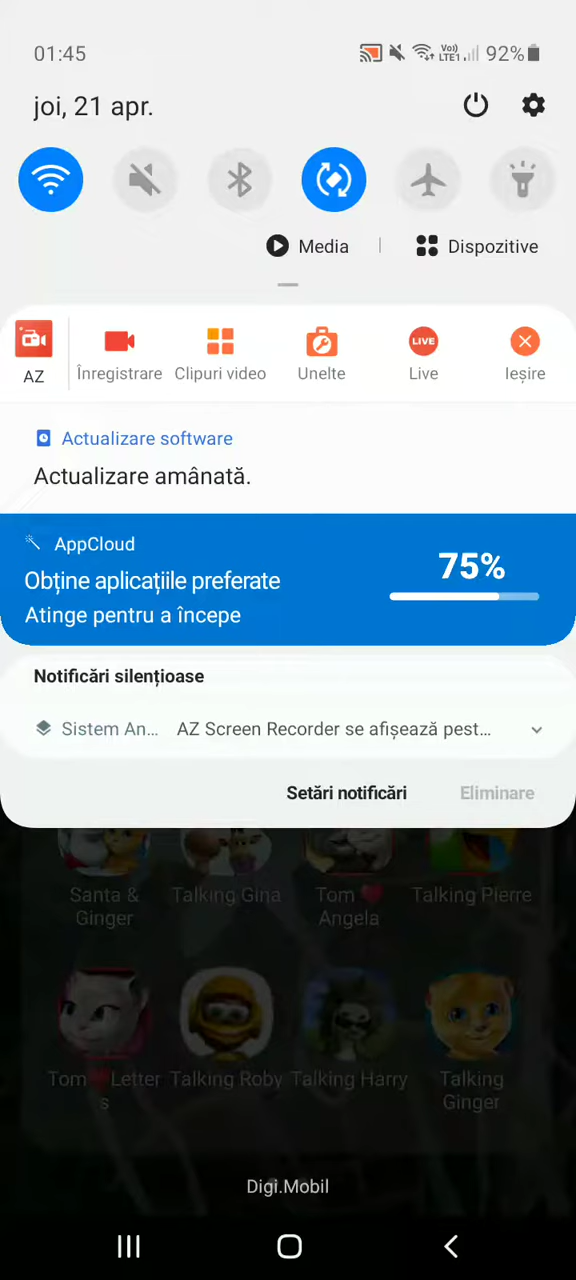 01:45
Vo) LTE1 92%
joi, 21 apr.
Media
Dispozitive
AZ
Înregistrare
Clipuri video
Unelte
LIVE
Live
Ieșire
Actualizare software
Actualizare amânată.
AppCloud
Obține aplicațiile preferate
75%
Atinge pentru a începe
Notificări silențioase
Sistem An... AZ Screen Recorder se afișează pest...
Setări notificări
Eliminare
Santa &
Ginger
Talking Gina
Tom ❤️
Angela
Talking Pierre
Tom❤️Letter
s
Talking Roby
Talking Harry
Talking
Ginger
Digi.Mobil